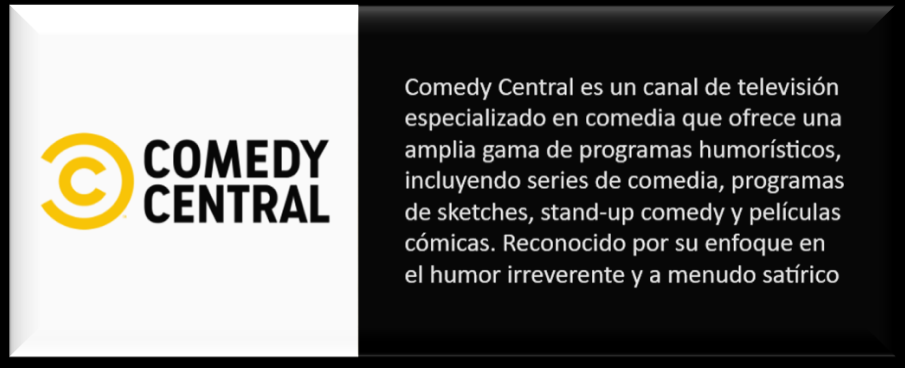 COMEDY
CENTRAL
Comedy Central es un canal de televisión
especializado en comedia que ofrece una
amplia gama de programas humorísticos,
incluyendo series de comedia, programas
de sketches, stand-up comedy y películas
cómicas. Reconocido por su enfoque en
el humor irreverente y a menudo satírico